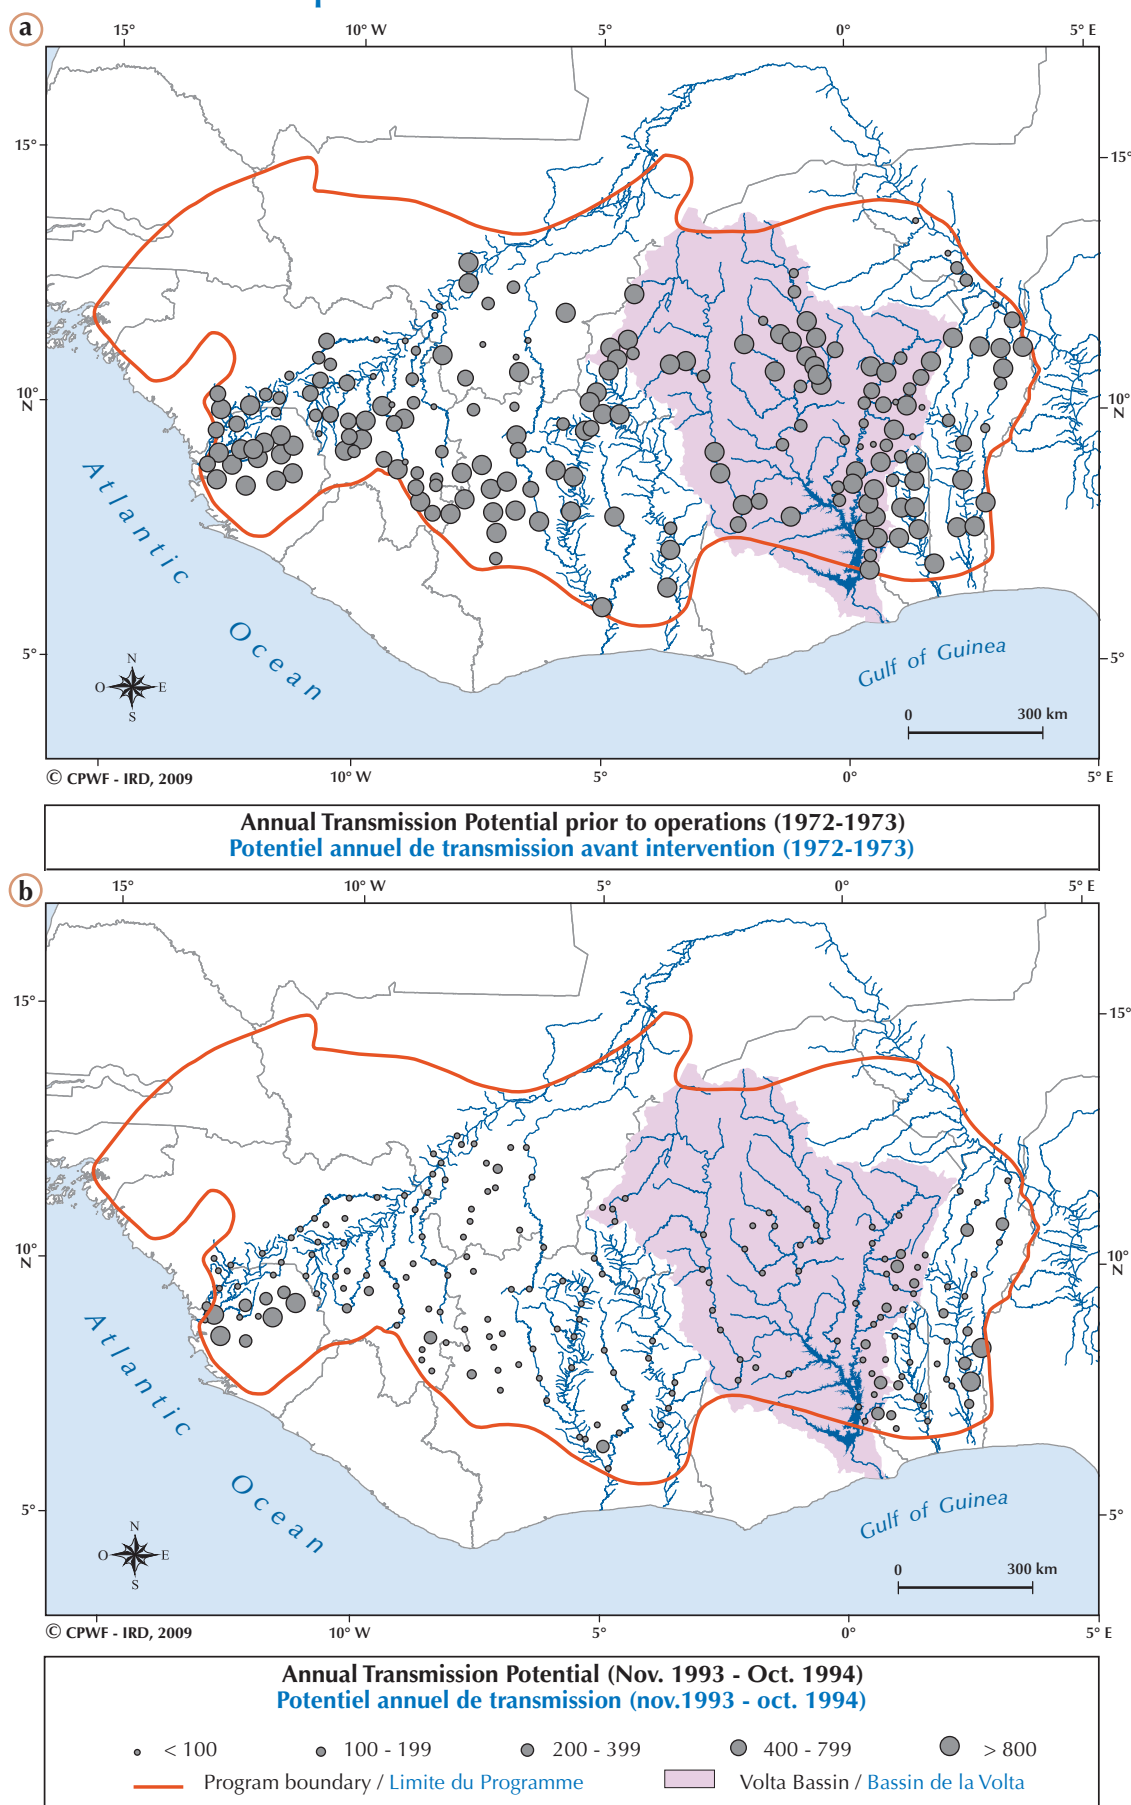 a
15° 10° W 5° 0° 5° E
15° 15°
10° N 10° N
5° 5°
Atlantic
Ocean
Gulf of Guinea
N
O E
S
0 300 km
10° W 5° 0° 5° E
© CPWF - IRD, 2009
Annual Transmission Potential prior to operations (1972-1973)
Potentiel annuel de transmission avant intervention (1972-1973)
b
15° 10° W 5° 0° 5° E
15° 15°
10° N 10° N
5° 5°
Atlantic
Ocean
Gulf of Guinea
N
O E
S
0 300 km
10° W 5° 0° 5° E
© CPWF - IRD, 2009
Annual Transmission Potential (Nov. 1993 - Oct. 1994)
Potentiel annuel de transmission (nov.1993 - oct. 1994)
< 100 100 - 199 200 - 399 400 - 799 > 800
Program boundary / Limite du Programme Volta Bassin / Bassin de la Volta